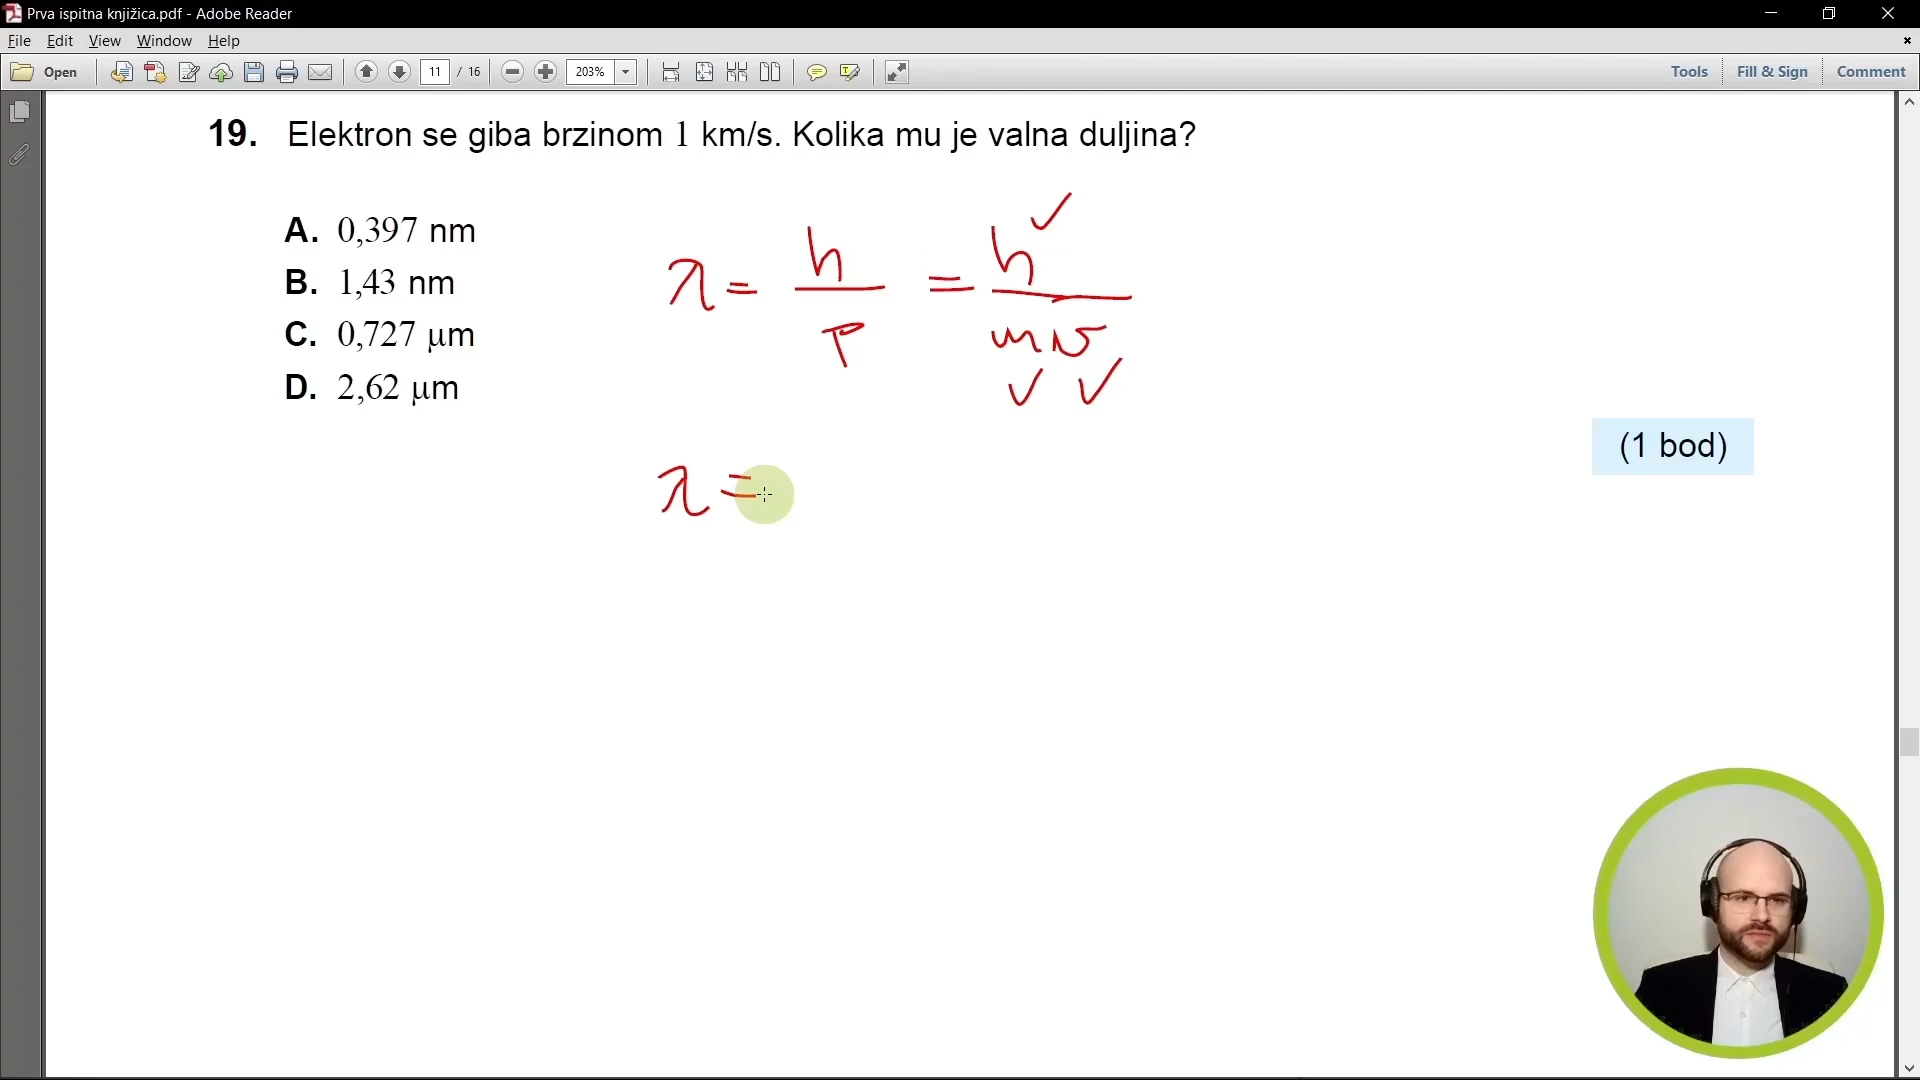 Prva ispitna knjižica.pdf - Adobe Reader
File Edit View Window Help
Open 11 / 16 203% Tools Fill & Sign Comment
19. Elektron se giba brzinom 1 km/s. Kolika mu je valna duljina?
A. 0,397 nm
B. 1,43 nm
C. 0,727 μm
D. 2,62 μm
λ = h / p = h / mv
(1 bod)
λ =